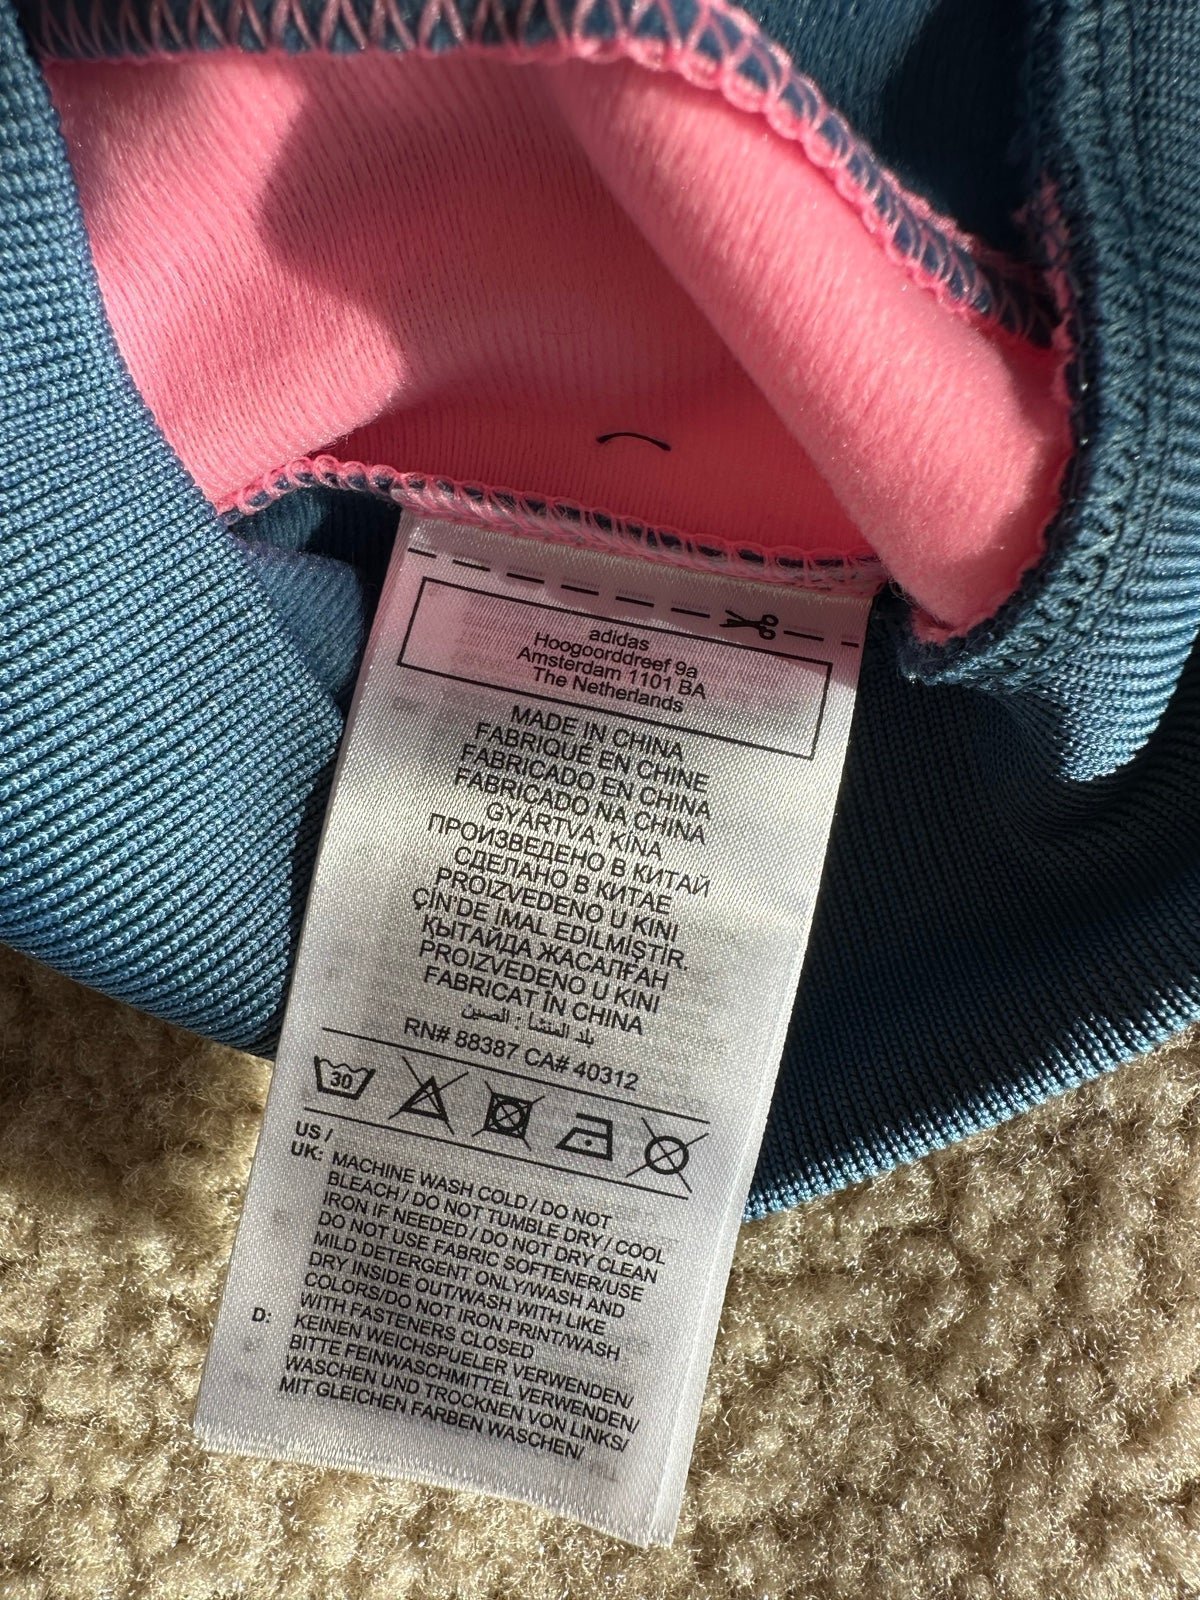 adidas
Hoogoorddreef 9a
Amsterdam 1101 BA
The Netherlands
MADE IN CHINA
FABRIQUÉ EN CHINE
FABRICADO EN CHINA
FABRICADO NA CHINA
GYÁRTVA: KÍNA
ПРОИЗВЕДЕНО В КИТАЙ
СДЕЛАНО В КИТАЕ
PROIZVEDENO U KINI
ÇİN'DE İMAL EDİLMİŞTİR.
ҚЫТАЙДА ЖАСАЛҒАН
PROIZVEDENO U KINI
FABRICAT ÎN CHINA
بلد المنشأ : الصين
RN# 88387 CA# 40312
30
US /
UK: MACHINE WASH COLD / DO NOT
BLEACH / DO NOT TUMBLE DRY / COOL
IRON IF NEEDED / DO NOT DRY CLEAN
DO NOT USE FABRIC SOFTENER/USE
MILD DETERGENT ONLY/WASH AND
DRY INSIDE OUT/WASH WITH LIKE
COLORS/DO NOT IRON PRINT/WASH
WITH FASTENERS CLOSED
D: KEINEN WEICHSPUELER VERWENDEN/
BITTE FEINWASCHMITTEL VERWENDEN/
WASCHEN UND TROCKNEN VON LINKS/
MIT GLEICHEN FARBEN WASCHEN/